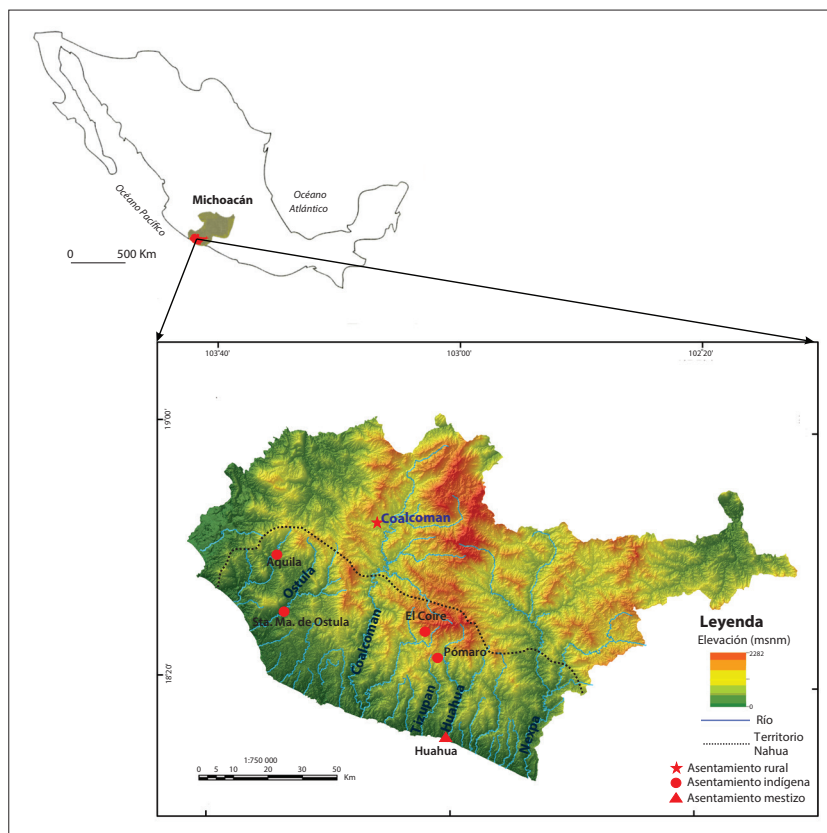 Michoacán
Océano Pacífico
Océano
Atlántico
0 500 Km
103°40' 103°00' 102°20'
19°00'
18°20'
Coalcoman
Aguila
Ostula
Sta. Ma. de Ostula
El Coire
Pómaro
Coalcoman
Tizupan
Huahua
Nexpa
Huahua
1:750 000
0 5 10 20 30 40 50
Km
Leyenda
Elevación (msnm)
2282
0
Río
Territorio
Nahua
Asentamiento rural
Asentamiento indígena
Asentamiento mestizo